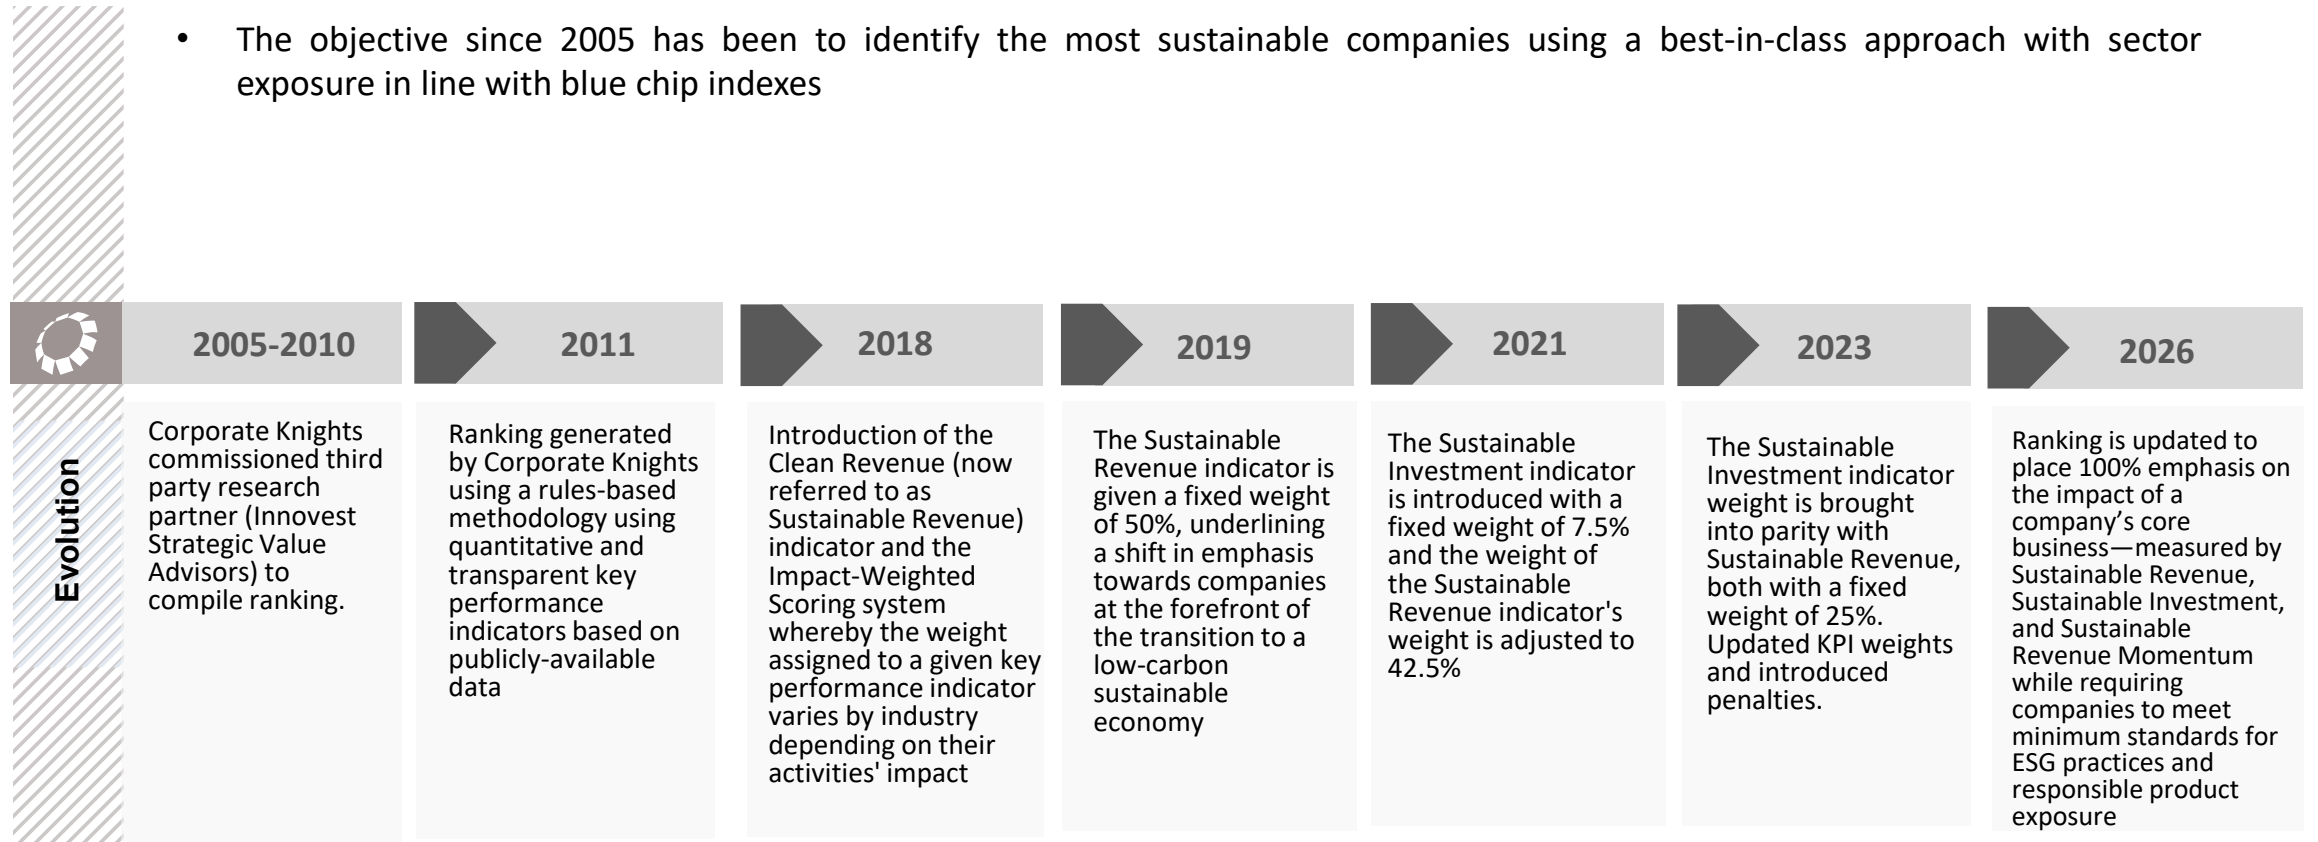 • The objective since 2005 has been to identify the most sustainable companies using a best-in-class approach with sector
exposure in line with blue chip indexes
2005-2010
2011
2018
2019
2021
2023
2026
Evolution
Corporate Knights
commissioned third
party research
partner (Innovest
Strategic Value
Advisors) to
compile ranking.
Ranking generated
by Corporate Knights
using a rules-based
methodology using
quantitative and
transparent key
performance
indicators based on
publicly-available
data
Introduction of the
Clean Revenue (now
referred to as
Sustainable Revenue)
indicator and the
Impact-Weighted
Scoring system
whereby the weight
assigned to a given key
performance indicator
varies by industry
depending on their
activities' impact
The Sustainable
Revenue indicator is
given a fixed weight
of 50%, underlining
a shift in emphasis
towards companies
at the forefront of
the transition to a
low-carbon
sustainable
economy
The Sustainable
Investment indicator
is introduced with a
fixed weight of 7.5%
and the weight of
the Sustainable
Revenue indicator's
weight is adjusted to
42.5%
The Sustainable
Investment indicator
weight is brought
into parity with
Sustainable Revenue,
both with a fixed
weight of 25%.
Updated KPI weights
and introduced
penalties.
Ranking is updated to
place 100% emphasis on
the impact of a
company’s core
business—measured by
Sustainable Revenue,
Sustainable Investment,
and Sustainable
Revenue Momentum
while requiring
companies to meet
minimum standards for
ESG practices and
responsible product
exposure